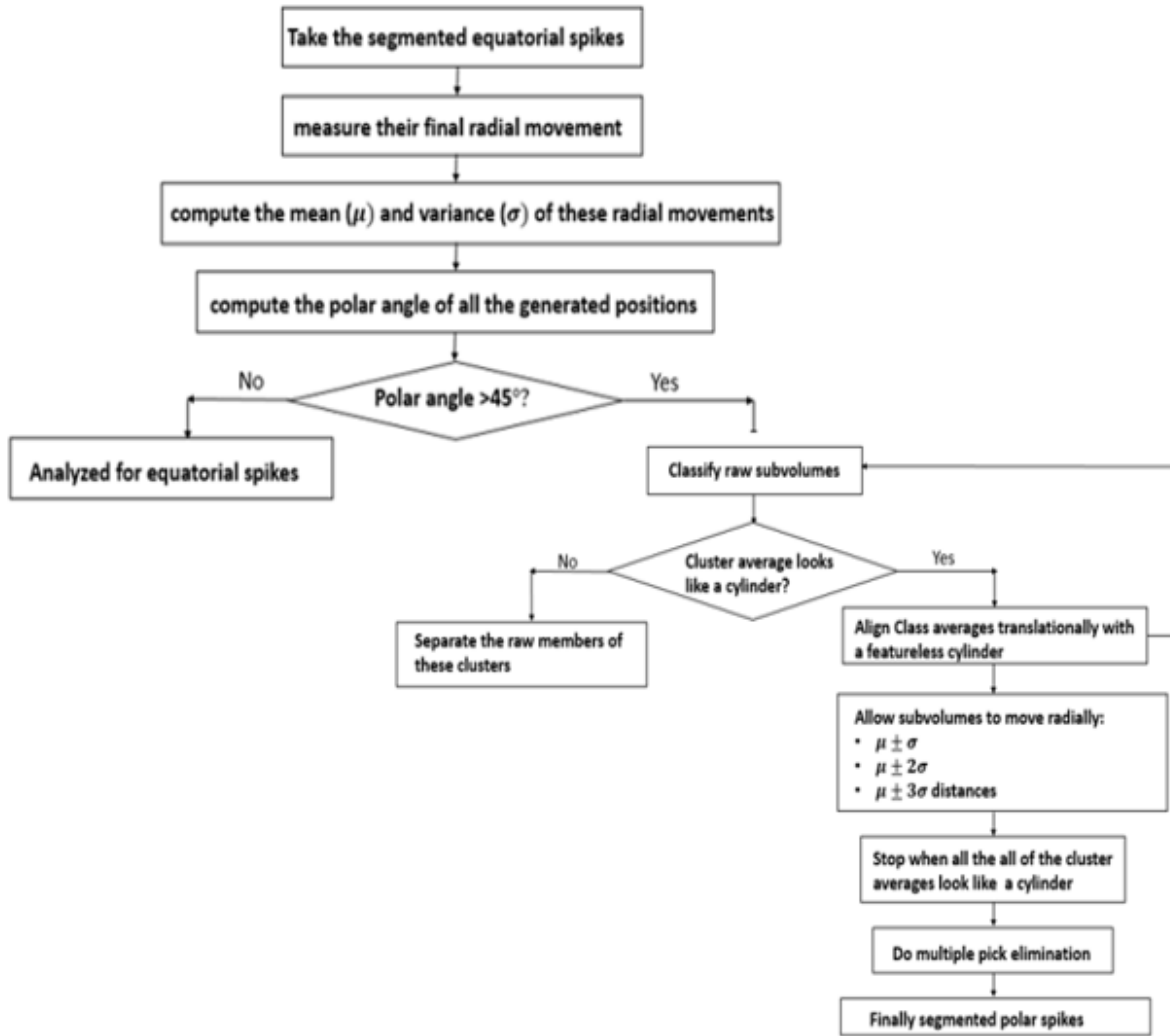 Take the segmented equatorial spikes
measure their final radial movement
compute the mean (μ) and variance (σ) of these radial movements
compute the polar angle of all the generated positions
No
Polar angle >45°?
Yes
Analyzed for equatorial spikes
Classify raw subvolumes
No
Cluster average looks
like a cylinder?
Yes
Separate the raw members of
these clusters
Align Class averages translationally with
a featureless cylinder
Allow subvolumes to move radially:
• μ ± σ
• μ ± 2σ
• μ ± 3σ distances
Stop when all the all of the cluster
averages look like a cylinder
Do multiple pick elimination
Finally segmented polar spikes